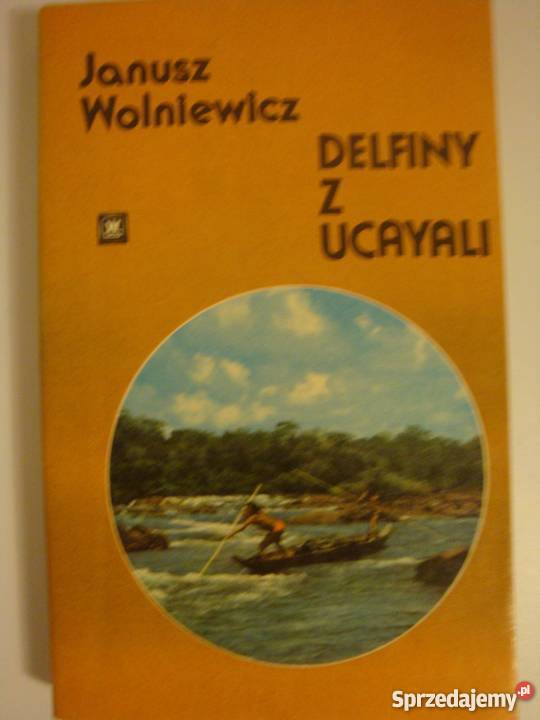 Janusz
Wolniewicz
DELFINY
Z
UCAYALI
Sprzedajemy.pl